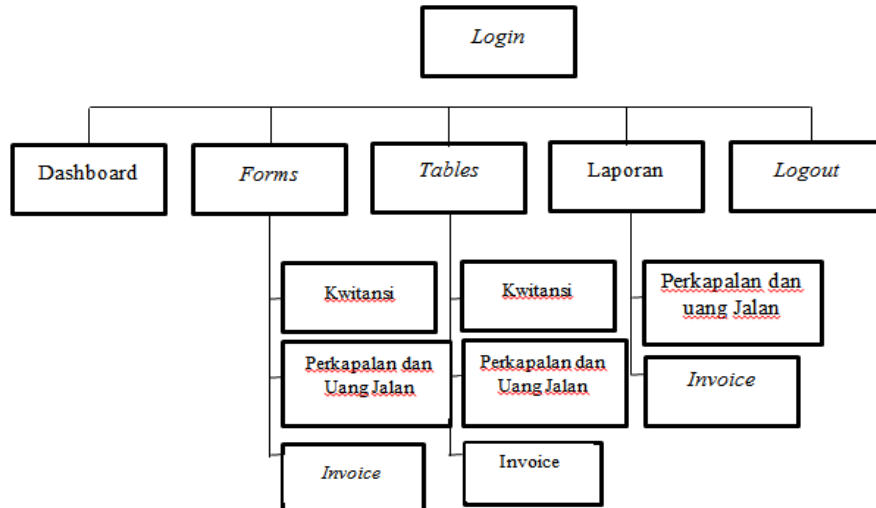 Login
Dashboard
Forms
Tables
Laporan
Logout
Kwitansi
Perkapalan dan
Uang Jalan
Invoice
Kwitansi
Perkapalan dan
Uang Jalan
Invoice
Perkapalan dan
uang Jalan
Invoice